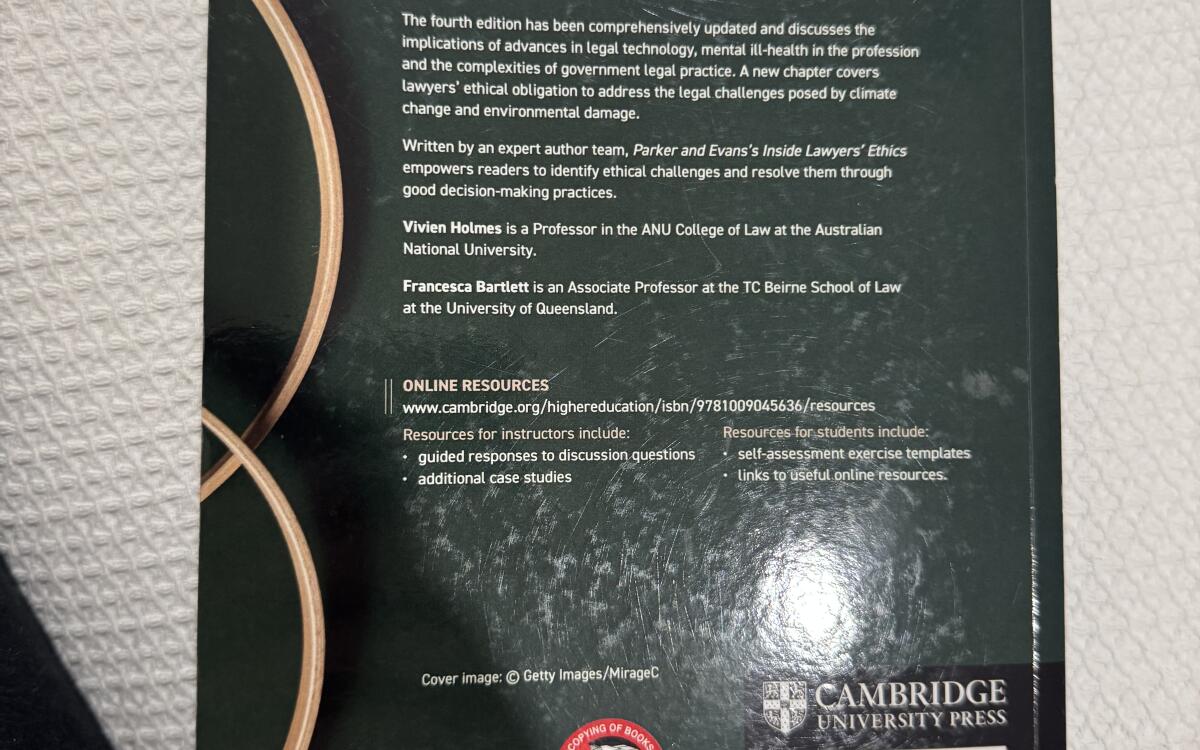 The fourth edition has been comprehensively updated and discusses the
implications of advances in legal technology, mental ill-health in the profession
and the complexities of government legal practice. A new chapter covers
lawyers' ethical obligation to address the legal challenges posed by climate
change and environmental damage.
Written by an expert author team, Parker and Evans's Inside Lawyers' Ethics
empowers readers to identify ethical challenges and resolve them through
good decision-making practices.
Vivien Holmes is a Professor in the ANU College of Law at the Australian
National University.
Francesca Bartlett is an Associate Professor at the TC Beirne School of Law
at the University of Queensland.
ONLINE RESOURCES
www.cambridge.org/highereducation/isbn/9781009045636/resources
Resources for instructors include:
• guided responses to discussion questions
• additional case studies
Resources for students include:
• self-assessment exercise templates
• links to useful online resources.
Cover image: © Getty Images/MirageC
CAMBRIDGE
UNIVERSITY PRESS
COPYING OF BOOKS